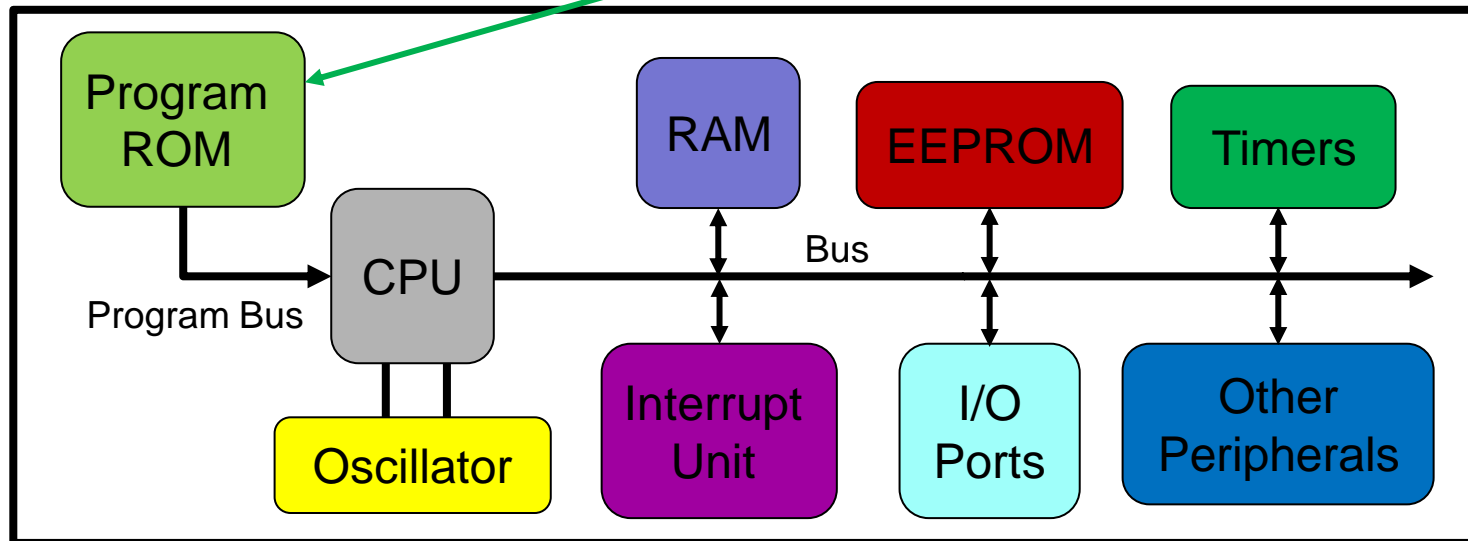 Program
ROM
RAM
EEPROM
Timers
CPU
Bus
Program Bus
Oscillator
Interrupt
Unit
I/O
Ports
Other
Peripherals